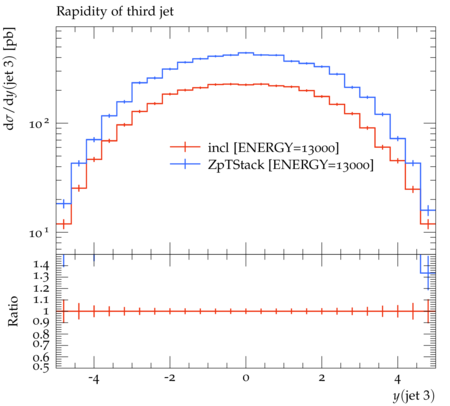 Rapidity of third jet
dσ/dy(jet 3) [pb]
10²
10¹
incl [ENERGY=13000]
ZpTStack [ENERGY=13000]
Ratio
1.4
1.3
1.2
1.1
1
0.9
0.8
0.7
0.6
0.5
-4 -2 0 2 4
y(jet 3)